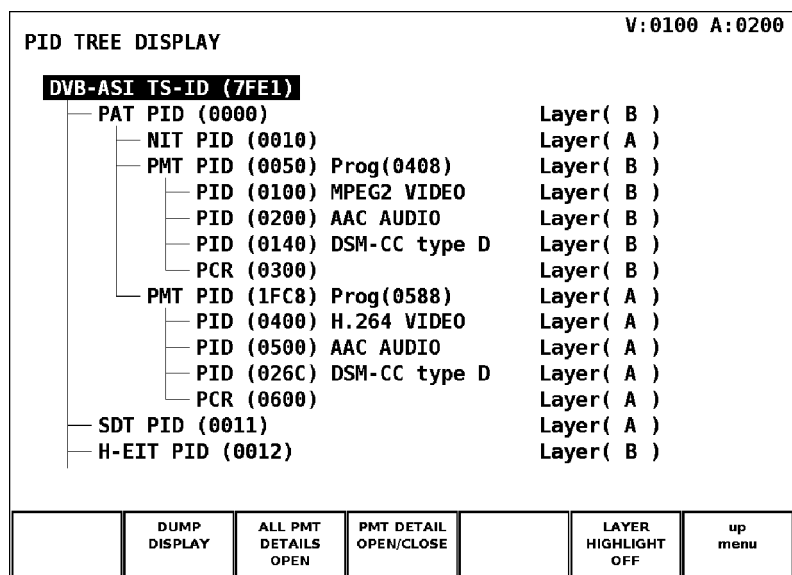 V:0100 A:0200
PID TREE DISPLAY
DVB-ASI TS-ID (7FE1)
PAT PID (0000) Layer( B )
NIT PID (0010) Layer( A )
PMT PID (0050) Prog(0408) Layer( B )
PID (0100) MPEG2 VIDEO Layer( B )
PID (0200) AAC AUDIO Layer( B )
PID (0140) DSM-CC type D Layer( B )
PCR (0300) Layer( B )
PMT PID (1FC8) Prog(0588) Layer( A )
PID (0400) H.264 VIDEO Layer( A )
PID (0500) AAC AUDIO Layer( A )
PID (026C) DSM-CC type D Layer( A )
PCR (0600) Layer( A )
SDT PID (0011) Layer( A )
H-EIT PID (0012) Layer( B )
DUMP
DISPLAY
ALL PMT
DETAILS
OPEN
PMT DETAIL
OPEN/CLOSE
LAYER
HIGHLIGHT
OFF
up
menu